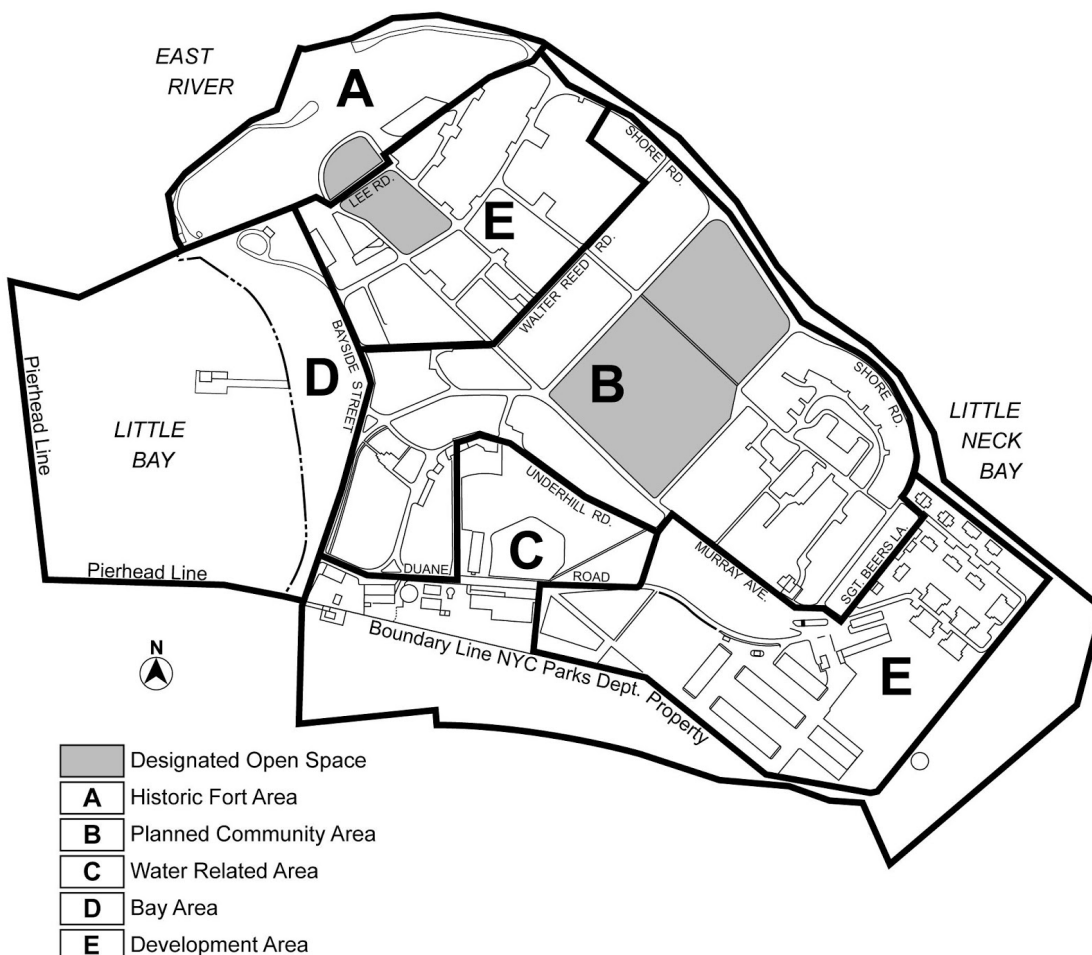 EAST
RIVER
A
SHORE RD.
LEE RD.
E
WALTER REED RD.
BAYSIDE STREET
D
B
Pierhead Line
LITTLE
BAY
SHORE RD.
LITTLE
NECK
BAY
UNDERHILL RD.
C
MURRAY AVE.
SGT. BEERS LA.
Pierhead Line
DUANE ROAD
Boundary Line NYC Parks Dept. Property
E
N
Designated Open Space
A Historic Fort Area
B Planned Community Area
C Water Related Area
D Bay Area
E Development Area